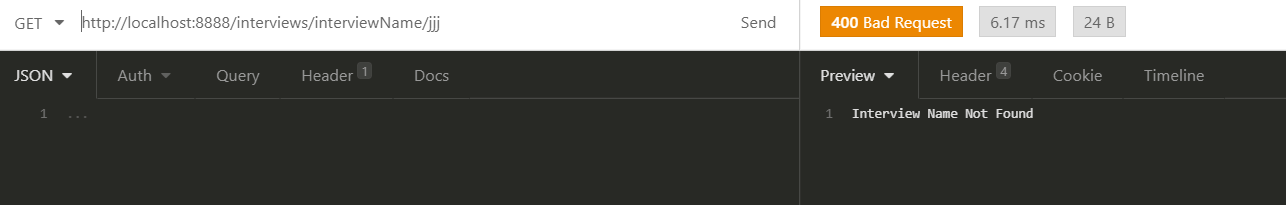 GET http://localhost:8888/interviews/interviewName/jjj Send 400 Bad Request 6.17 ms 24 B
JSON Auth Query Header 1 Docs Preview Header 4 Cookie Timeline
1 ... 1 Interview Name Not Found